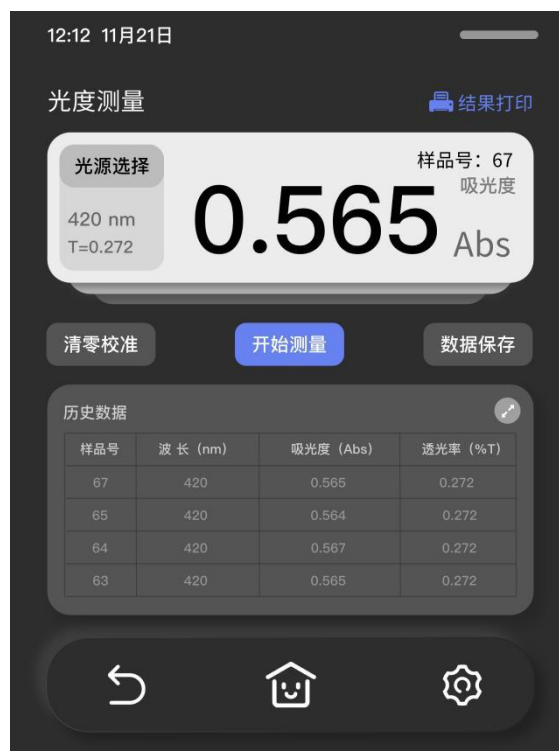 12:12 11月21日
光度测量
结果打印
光源选择
420 nm
T=0.272
0.565
样品号：67
吸光度
Abs
清零校准
开始测量
数据保存
历史数据
样品号 波 长（nm） 吸光度（Abs） 透光率（%T）
67 420 0.565 0.272
65 420 0.564 0.272
64 420 0.567 0.272
63 420 0.565 0.272